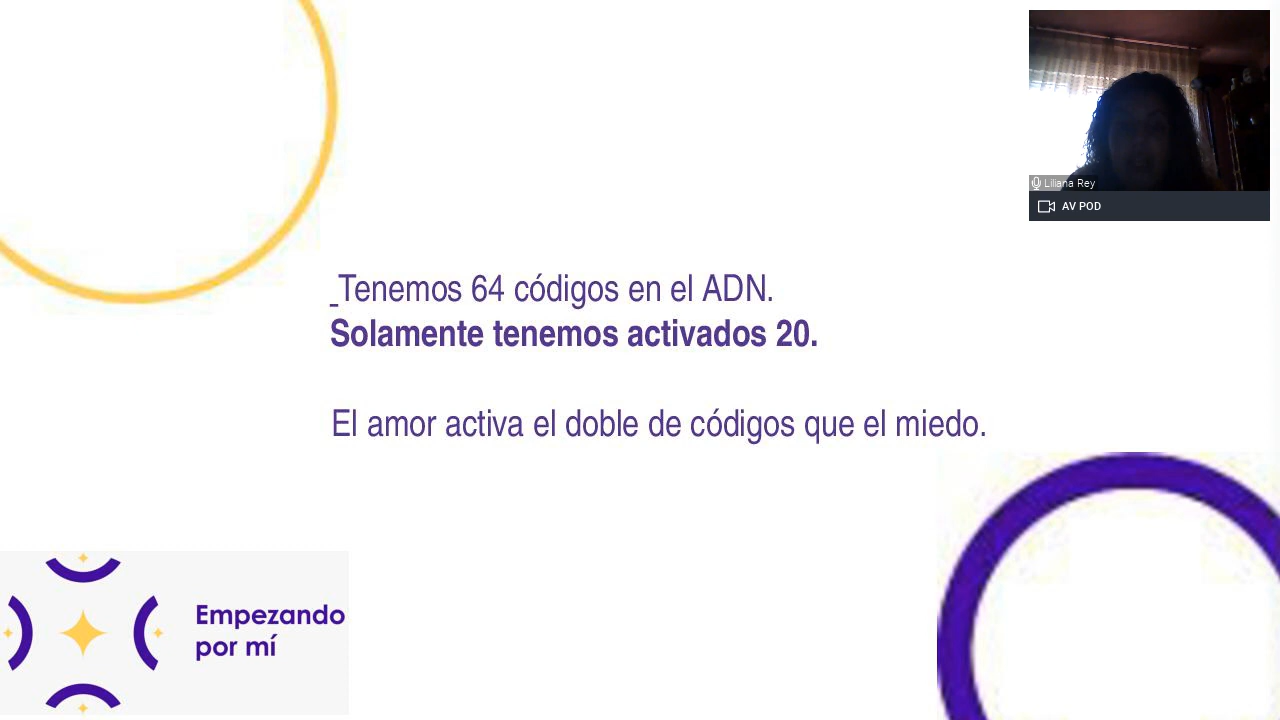 Liliana Rey
AV POD
Tenemos 64 códigos en el ADN.
Solamente tenemos activados 20.
El amor activa el doble de códigos que el miedo.
Empezando
por mí